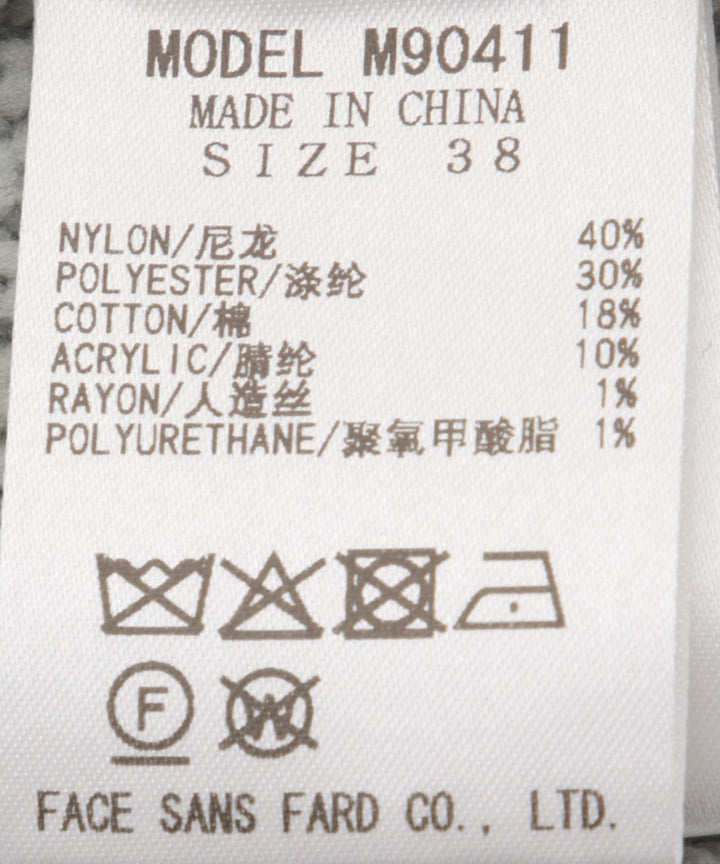 MODEL M90411
MADE IN CHINA
SIZE 38
NYLON/尼龙 40%
POLYESTER/涤纶 30%
COTTON/棉 18%
ACRYLIC/腈纶 10%
RAYON/人造丝 1%
POLYURETHANE/聚氧甲酸脂 1%
F W
FACE SANS FARD CO., LTD.